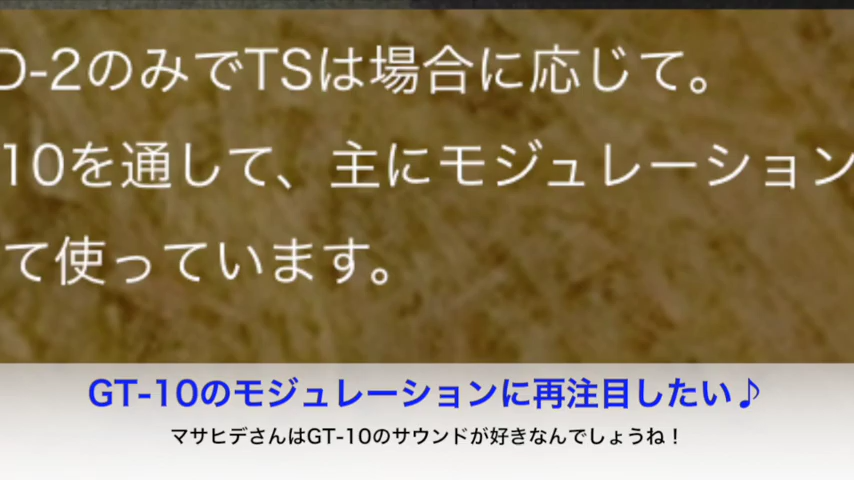 D-2のみでTSは場合に応じて。
10を通して、主にモジュレーション
て使っています。
GT-10のモジュレーションに再注目したい♪
マサヒデさんはGT-10のサウンドが好きなんでしょうね！